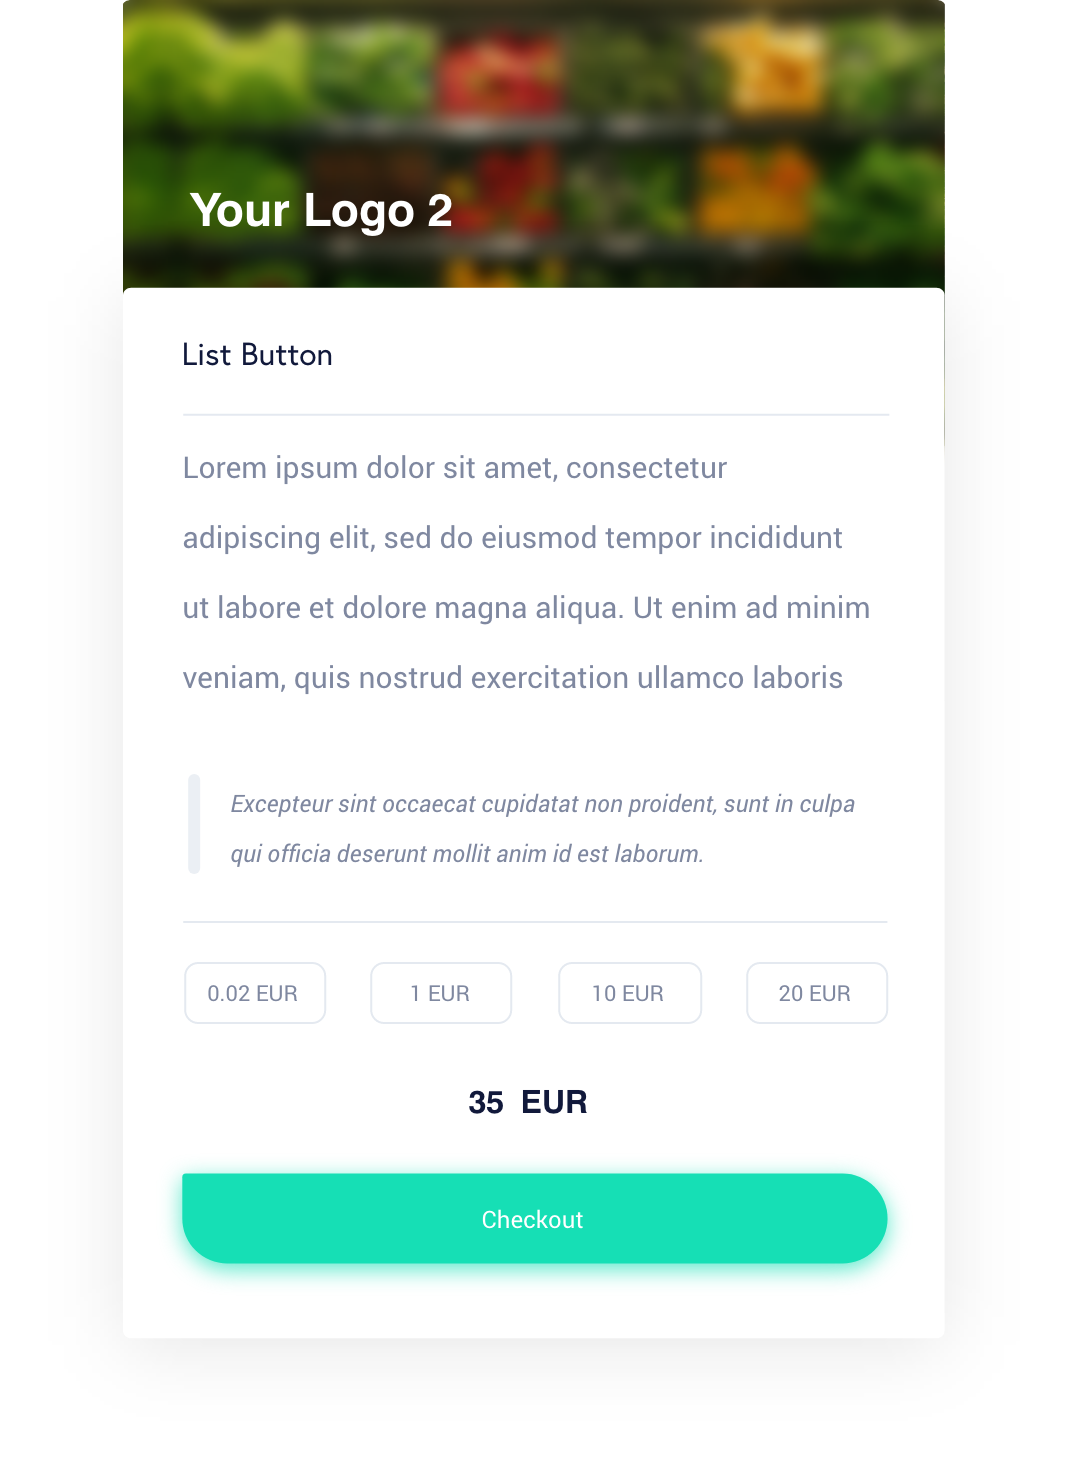 Your Logo 2
List Button
Lorem ipsum dolor sit amet, consectetur
adipiscing elit, sed do eiusmod tempor incididunt
ut labore et dolore magna aliqua. Ut enim ad minim
veniam, quis nostrud exercitation ullamco laboris
Excepteur sint occaecat cupidatat non proident, sunt in culpa
qui officia deserunt mollit anim id est laborum.
0.02 EUR 1 EUR 10 EUR 20 EUR
35 EUR
Checkout